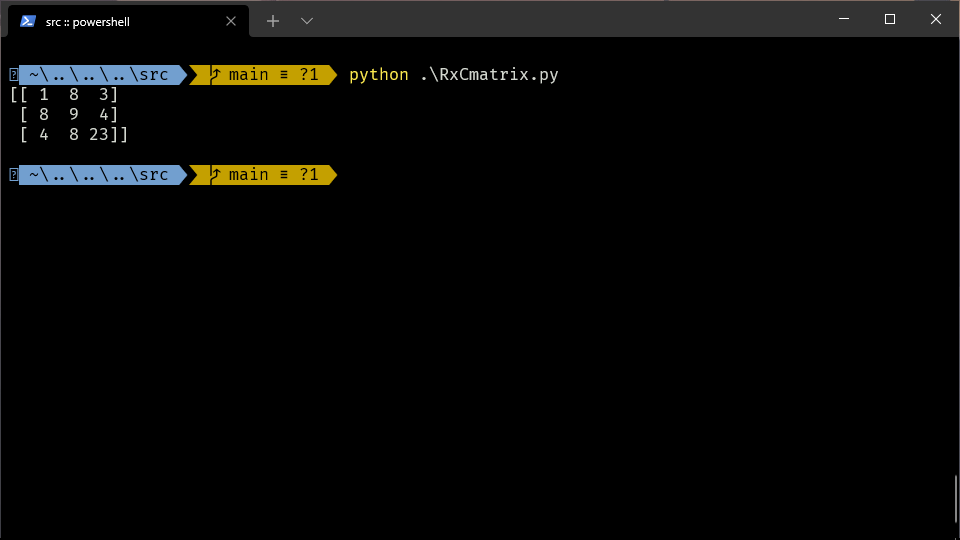 src :: powershell
~\..\..\..\src main ≡ ?1 python .\RxCmatrix.py
[[ 1  8  3]
 [ 8  9  4]
 [ 4  8 23]]
~\..\..\..\src main ≡ ?1